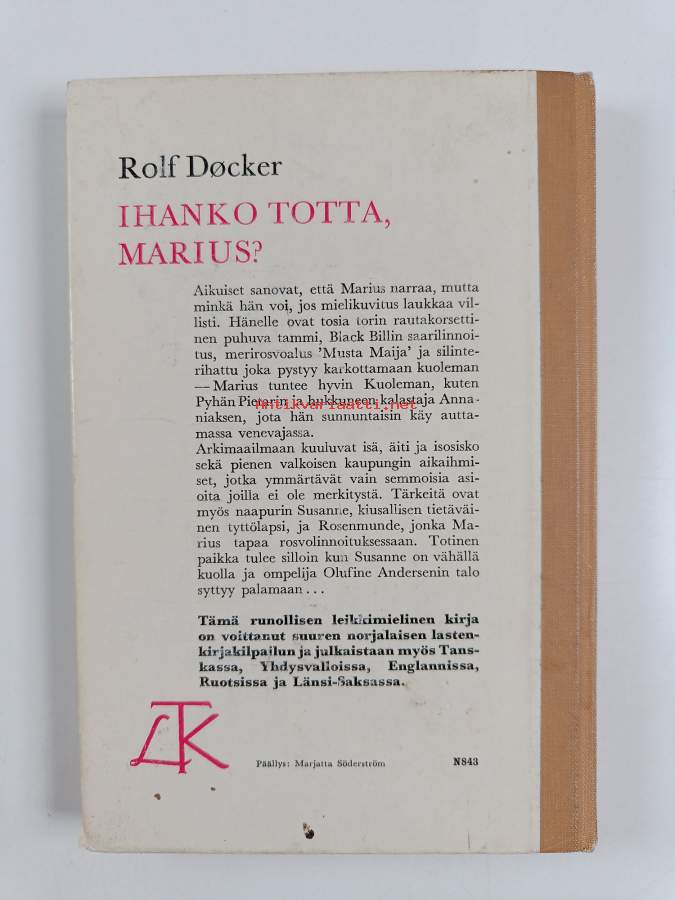 Rolf Døcker
IHANKO TOTTA,
MARIUS?
Aikuiset sanovat, että Marius narraa, mutta
minkä hän voi, jos mielikuvitus laukkaa vil-
listi. Hänelle ovat tosia torin rautakorsetti-
nen puhuva tammi, Black Billin saarilinnoi-
tus, merirosvoalus 'Musta Maija' ja silinte-
rihattu joka pystyy karkottamaan kuoleman
— Marius tuntee hyvin Kuoleman, kuten
Pyhän Pietarin ja hukkuneen kalastaja Anna-
Antikvariaatti.net
niaksen, jota hän sunnuntaisin käy autta-
massa venevajassa.
Arkimaailmaan kuuluvat isä, äiti ja isosisko
sekä pienen valkoisen kaupungin aikaihmi-
set, jotka ymmärtävät vain semmoisia asi-
oita joilla ei ole merkitystä. Tärkeitä ovat
myös naapurin Susanne, kiusallisen tietäväi-
nen tyttölapsi, ja Rosenmunde, jonka Ma-
rius tapaa rosvolinnoituksessaan. Totinen
paikka tulee silloin kun Susanne on vähällä
kuolla ja ompelija Olufine Andersenin talo
syttyy palamaan...
Tämä runollisen leikkimielinen kirja
on voittanut suuren norjalaisen lasten-
kirjakilpailun ja julkaistaan myös Tans-
kassa, Yhdysvalloissa, Englannissa,
Ruotsissa ja Länsi-Saksassa.
LTK
Päällys: Marjatta Söderström
N843